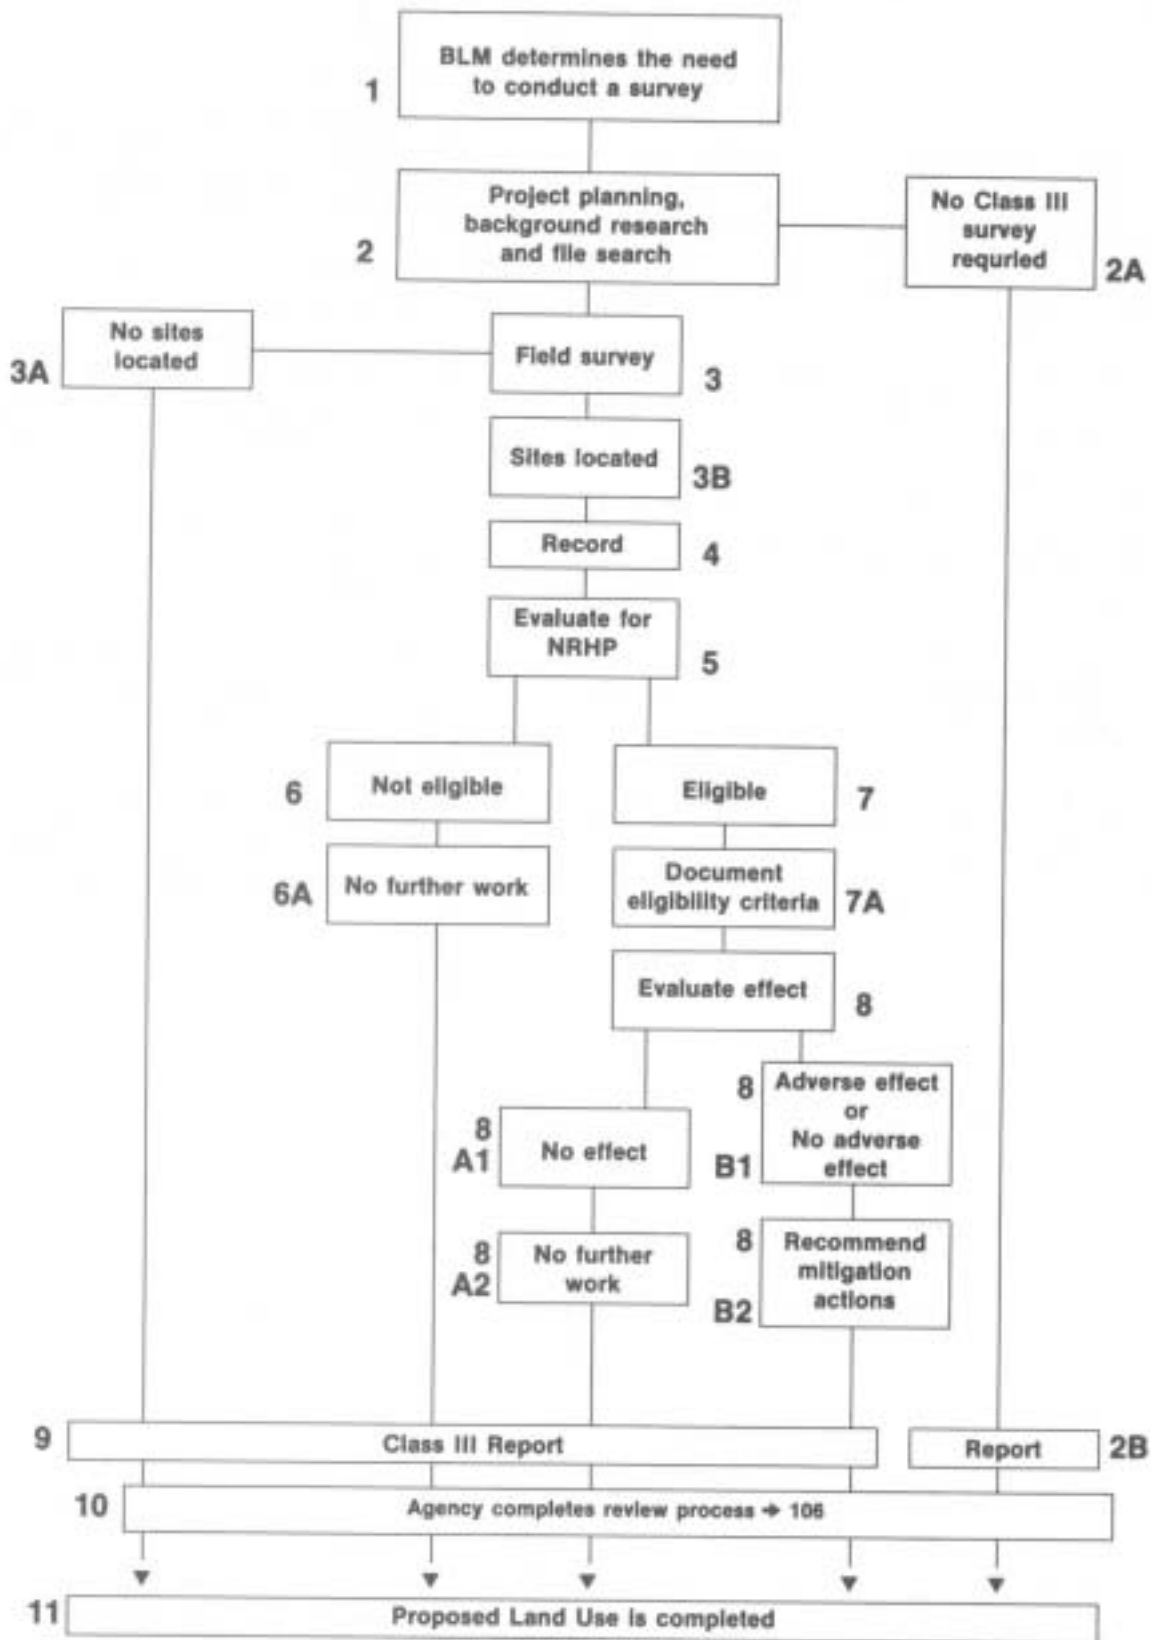 BLM determines the need
to conduct a survey
1
Project planning,
background research
and file search
2
No Class III
survey
requried
2A
No sites
located
3A
Field survey
3
Sites located
3B
Record
4
Evaluate for
NRHP
5
6
Not eligible
Eligible
7
6A
No further work
Document
eligibility criteria
7A
Evaluate effect
8
8
A1
No effect
8
B1
Adverse effect
or
No adverse
effect
8
A2
No further
work
8
B2
Recommend
mitigation
actions
9
Class III Report
Report
2B
10
Agency completes review process → 106
11
Proposed Land Use is completed